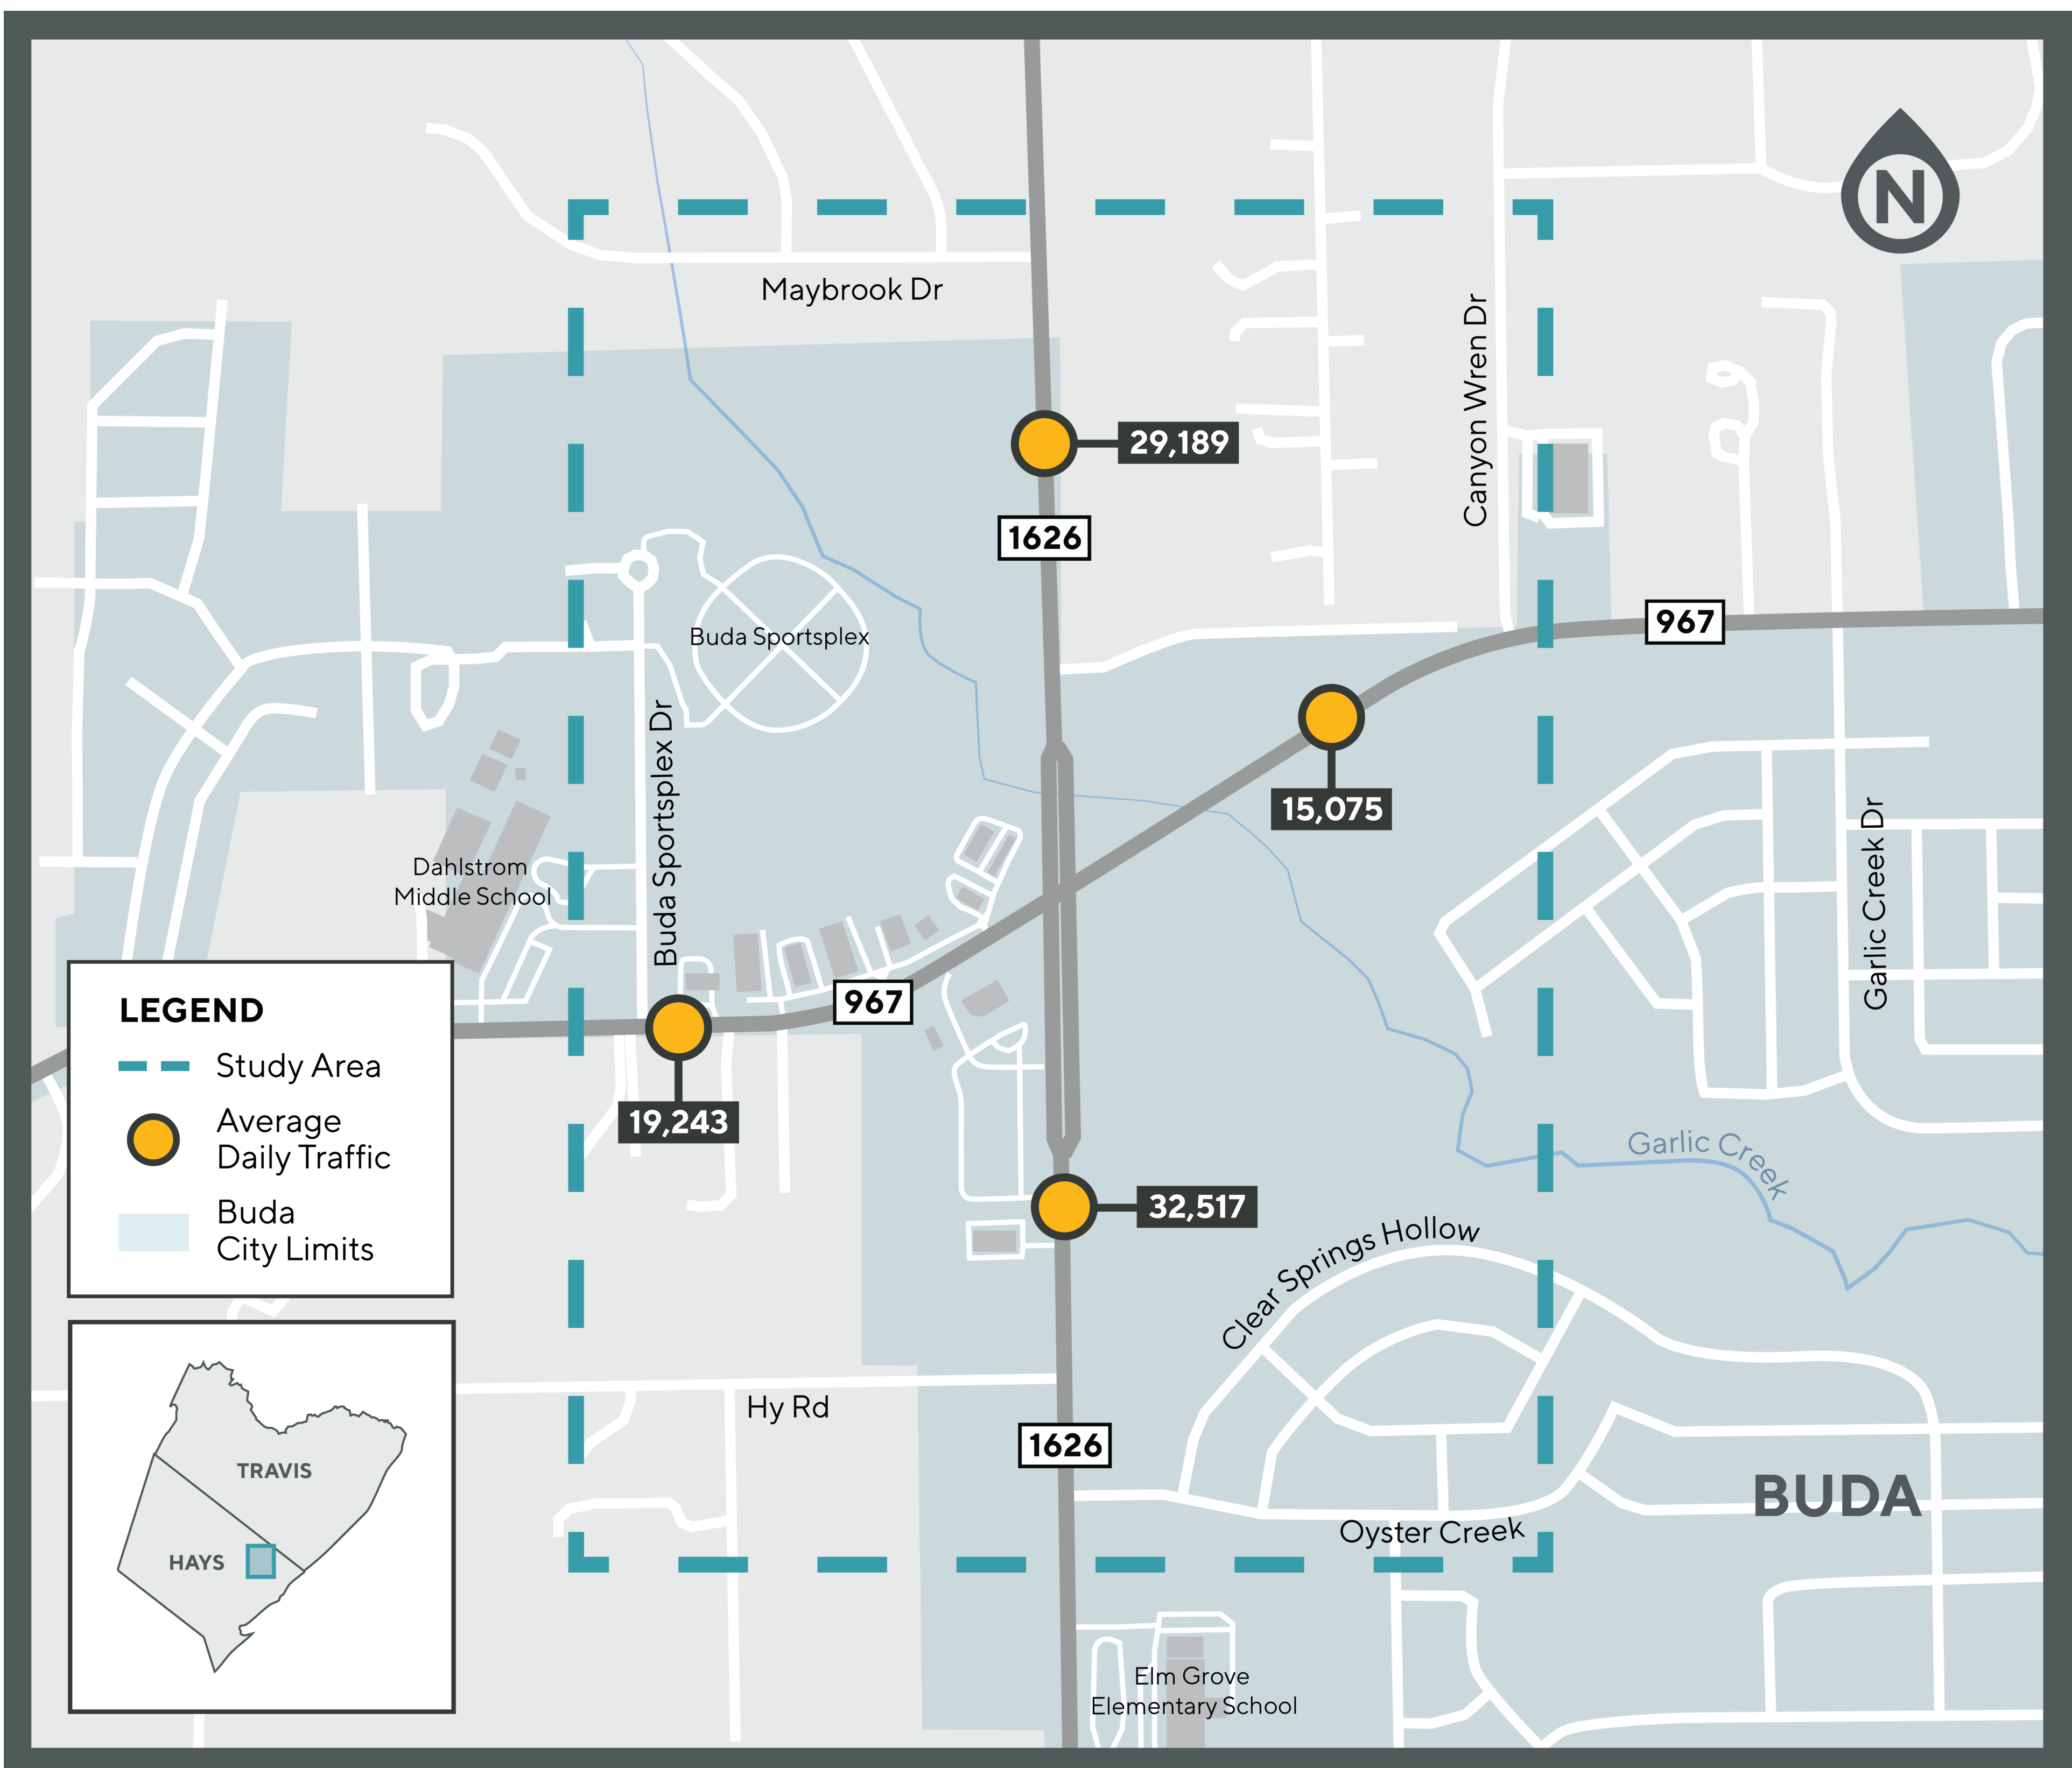 N
Maybrook Dr
Canyon Wren Dr
29,189
1626
967
Buda Sportsplex
Buda Sportsplex Dr
15,075
Dahlstrom
Middle School
Garlic Creek Dr
967
19,243
Garlic Creek
32,517
Clear Springs Hollow
Hy Rd
1626
BUDA
Oyster Creek
Elm Grove
Elementary School
LEGEND
Study Area
Average
Daily Traffic
Buda
City Limits
TRAVIS
HAYS